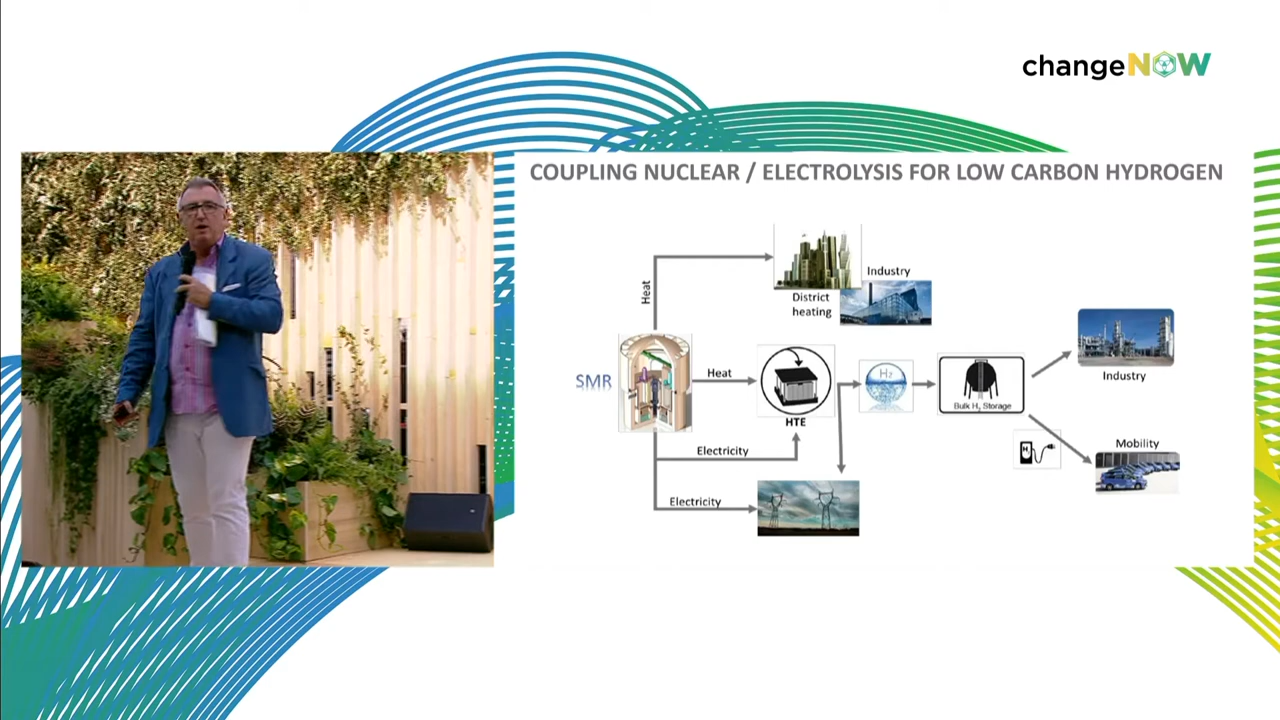 changeNOW
COUPLING NUCLEAR / ELECTROLYSIS FOR LOW CARBON HYDROGEN
Heat
District
heating
Industry
SMR
Heat
HTE
H₂
Bulk H₂ Storage
Industry
Mobility
Electricity
Electricity